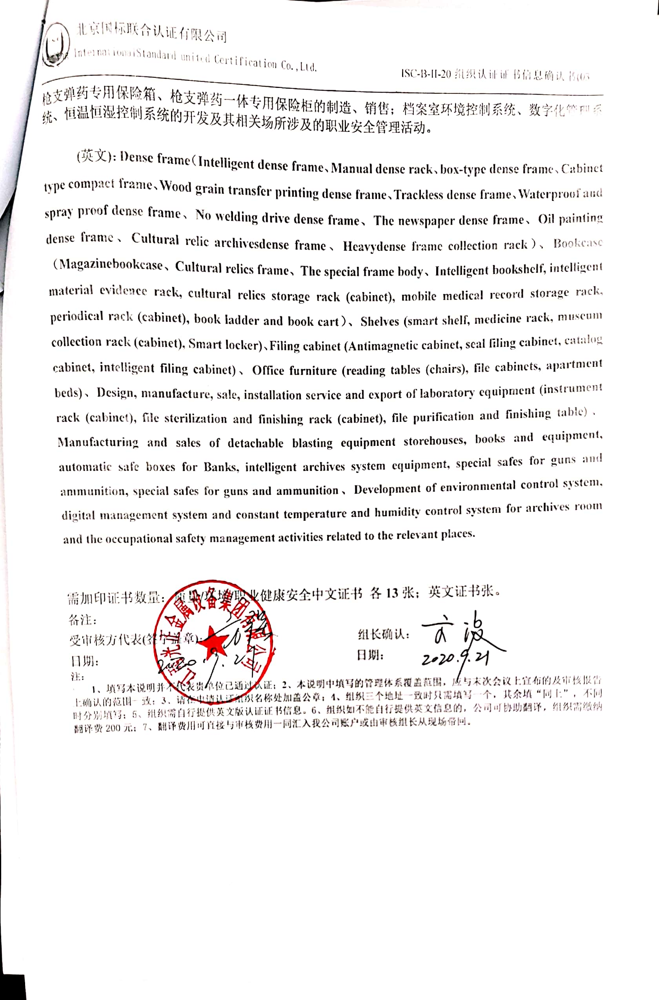 北京国标联合认证有限公司
InternationalStandard united Certification Co.,Ltd.
ISC-B-II-20 组织认证证书信息确认书(03
枪支弹药专用保险箱、枪支弹药一体专用保险柜的制造、销售；档案室环境控制系统、数字化管理系
统、恒温恒湿控制系统的开发及其相关场所涉及的职业安全管理活动。
(英文): Dense frame（Intelligent dense frame、Manual dense rack、box-type dense frame、Cabinet
type compact frame、Wood grain transfer printing dense frame、Trackless dense frame、Waterproof and
spray proof dense frame、 No welding drive dense frame、 The newspaper dense frame、 Oil painting
dense frame 、 Cultural relic archivesdense frame 、 Heavydense frame collection rack）、 Bookcase
（Magazinebookcase、Cultural relics frame、The special frame body、Intelligent bookshelf, intelligent
material evidence rack, cultural relics storage rack (cabinet), mobile medical record storage rack,
periodical rack (cabinet), book ladder and book cart）、 Shelves (smart shelf, medicine rack, museum
collection rack (cabinet), Smart locker)、Filing cabinet (Antimagnetic cabinet, seal filing cabinet, catalog
cabinet, intelligent filing cabinet)、 Office furniture (reading tables (chairs), file cabinets, apartment
beds)、 Design, manufacture, sale, installation service and export of laboratory equipment (instrument
rack (cabinet), file sterilization and finishing rack (cabinet), file purification and finishing table) 、
Manufacturing and sales of detachable blasting equipment storehouses, books and equipment,
automatic safe boxes for Banks, intelligent archives system equipment, special safes for guns and
ammunition, special safes for guns and ammunition 、 Development of environmental control system,
digital management system and constant temperature and humidity control system for archives room
and the occupational safety management activities related to the relevant places.
需加印证书数量：质量/环境/职业健康安全中文证书 各 13 张；英文证书张。
备注：
受审核方代表(签字盖章): 
组长确认：
日期： 2020.9.21
日期： 2020.9.21
光正金属设备集团有限公司
注：
1、填写本说明并不代表贵单位已通过认证；2、本说明中填写的管理体系覆盖范围，应与末次会议上宣布的及审核报告
上确认的范围一致；3、请在申请认证组织名称处加盖公章；4、组织三个地址一致时只需填写一个，其余填“同上”，不同
时分别填写；5、组织需自行提供英文版认证证书信息。6、组织如不能自行提供英文信息的，公司可协助翻译，组织需缴纳
翻译费 200 元；7、翻译费用可直接与审核费用一同汇入我公司账户或由审核组长从现场带回。